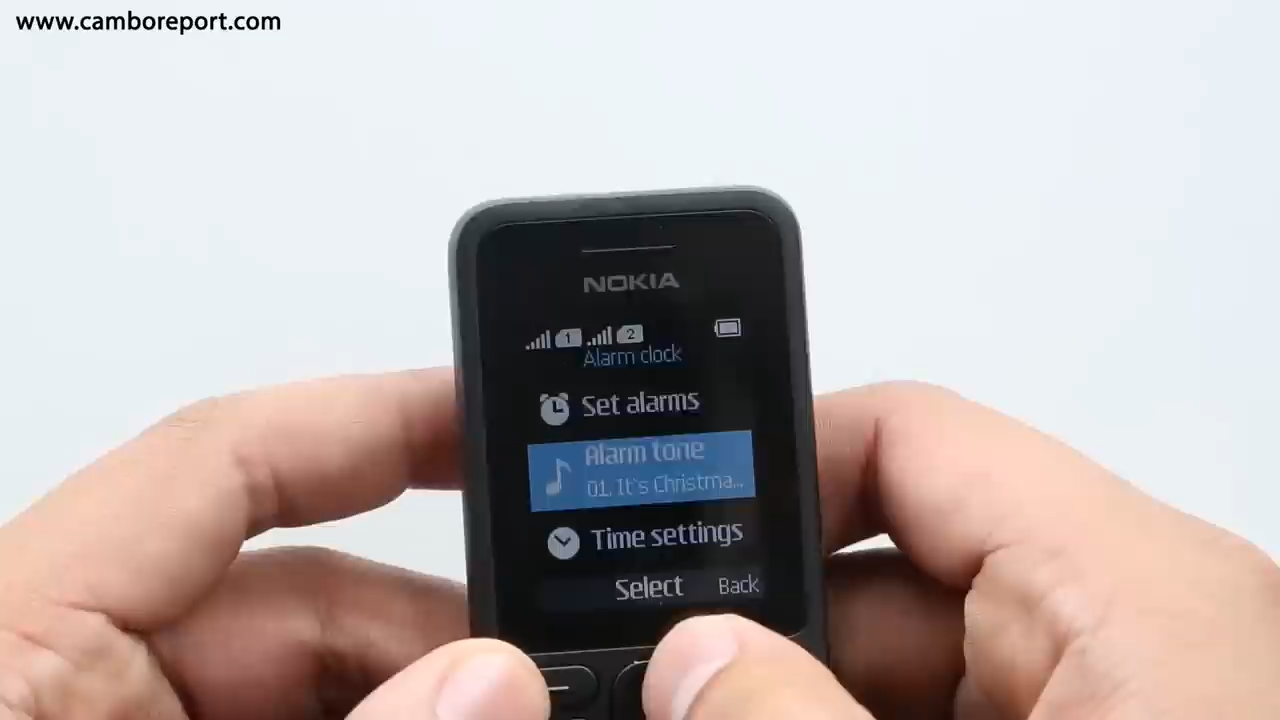 www.camboreport.com
NOKIA
1 2
Alarm clock
Set alarms
Alarm tone
01. It's Christma...
Time settings
Select Back